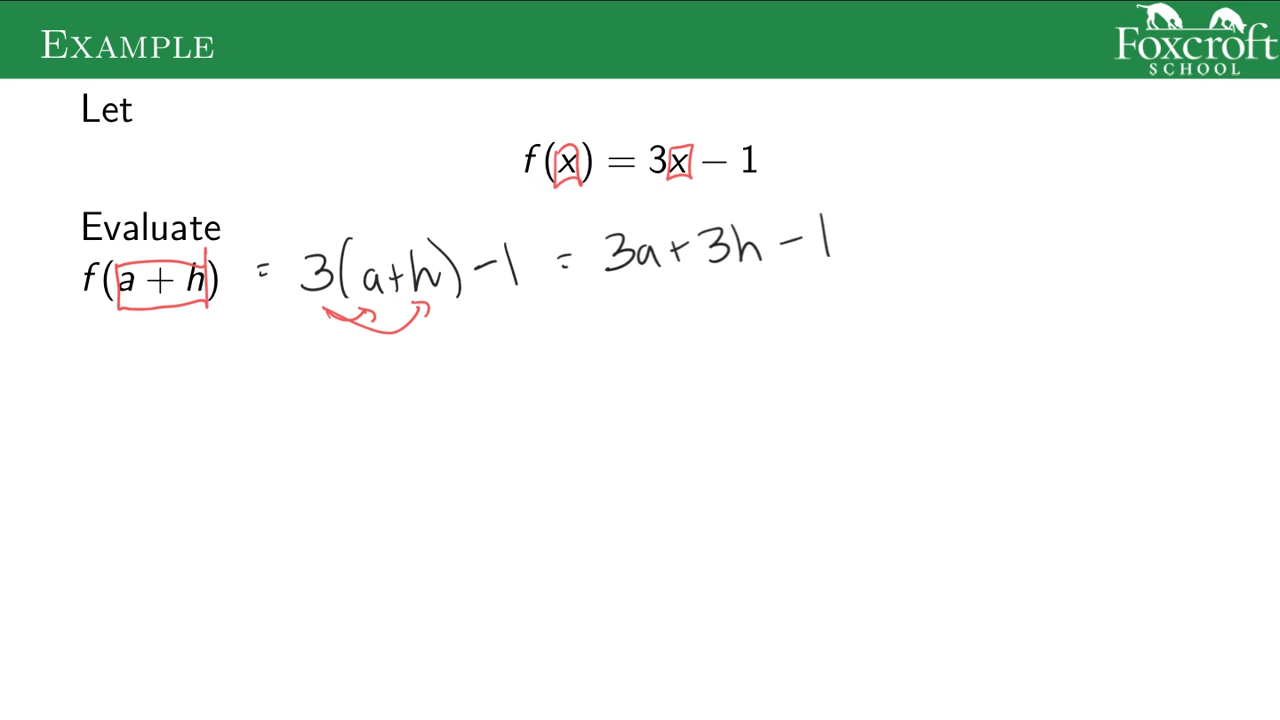 EXAMPLE
Foxcroft
SCHOOL
Let
f(x) = 3x − 1
Evaluate
f(a + h) = 3(a+h)-1 = 3a+3h-1